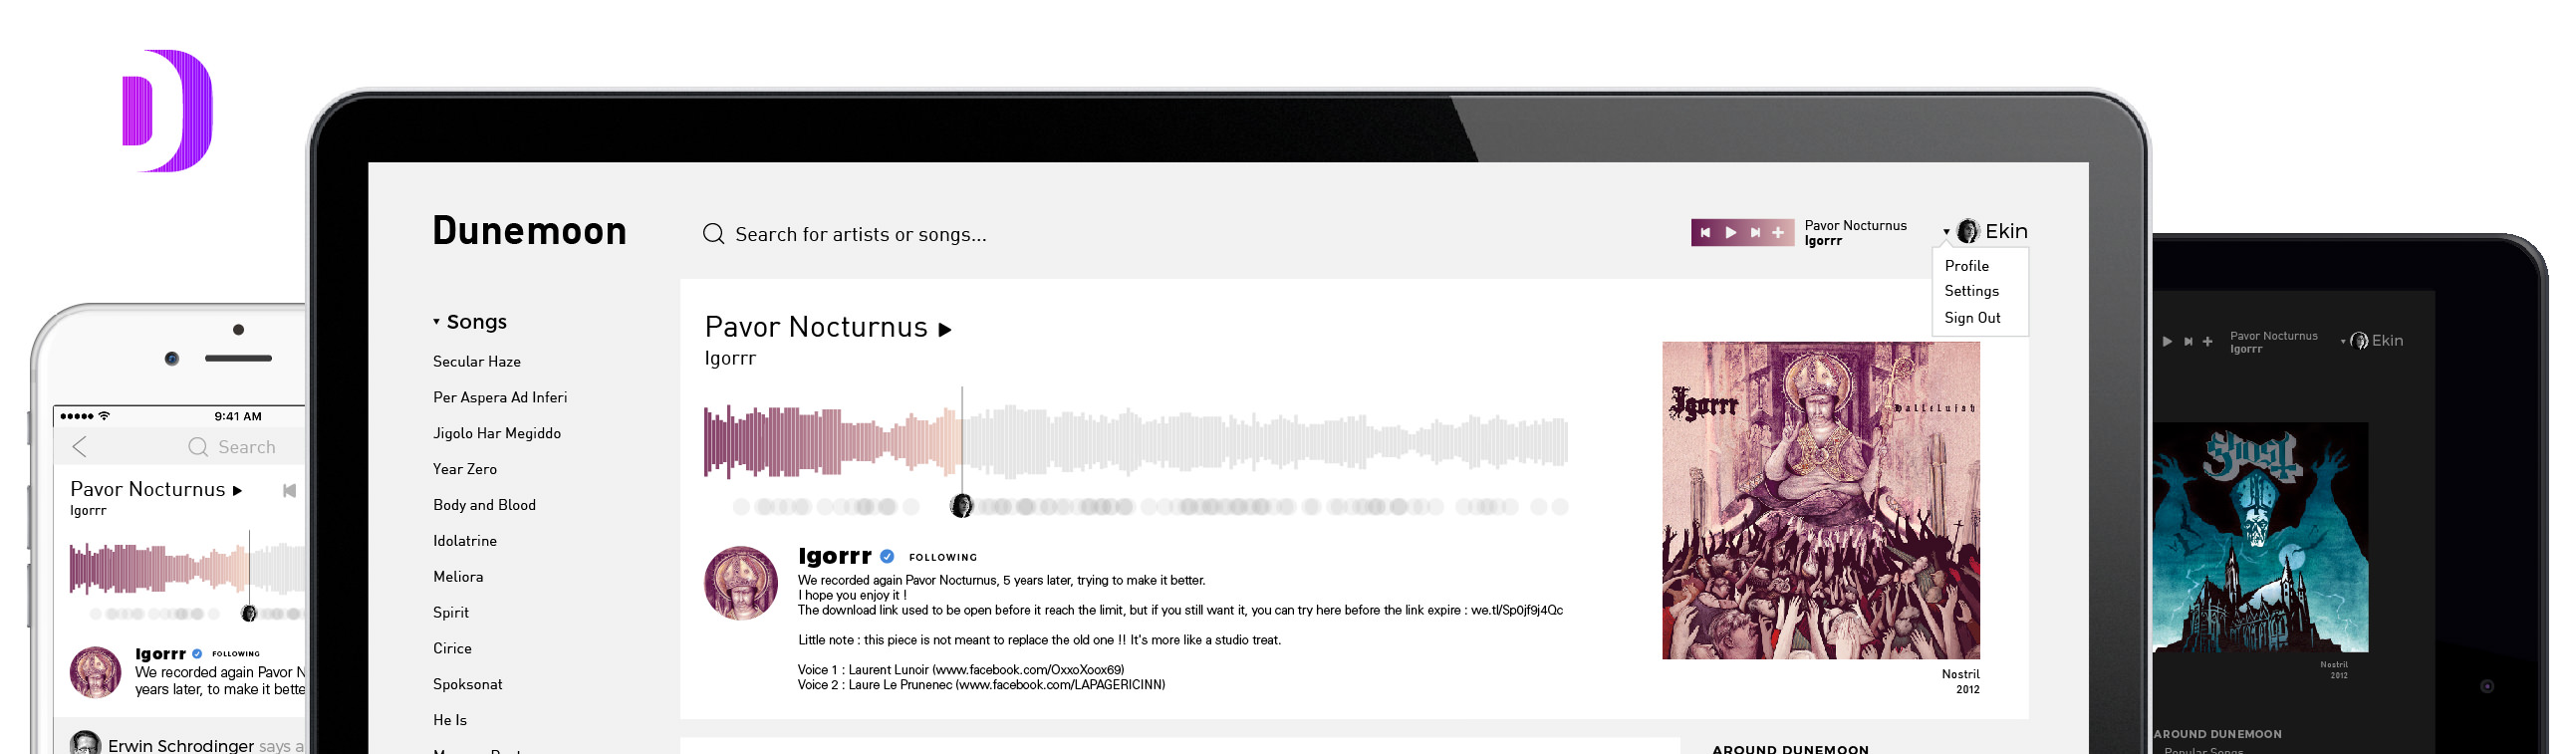 Dunemoon
Search for artists or songs...
Pavor Nocturnus
Igorrr
Ekin
Profile
Settings
Sign Out
Songs
Secular Haze
Per Aspera Ad Inferi
Jigolo Har Megiddo
Year Zero
Body and Blood
Idolatrine
Meliora
Spirit
Cirice
Spoksonat
He Is
Pavor Nocturnus
Igorrr
Igorrr FOLLOWING
We recorded again Pavor Nocturnus, 5 years later, trying to make it better.
I hope you enjoy it !
The download link used to be open before it reach the limit, but if you still want it, you can try here before the link expire : we.tl/Sp0jf9j4Qc
Little note : this piece is not meant to replace the old one !! It's more like a studio treat.
Voice 1 : Laurent Lunoir (www.facebook.com/OxxoXoox69)
Voice 2 : Laure Le Prunenec (www.facebook.com/LAPAGERICINN)
Igorrr
Hallelujah
Nostril
2012
AROUND DUNEMOON
9:41 AM
Search
Pavor Nocturnus
Igorrr
Igorrr FOLLOWING
We recorded again Pavor N
years later, to make it bette
Erwin Schrodinger says a
Pavor Nocturnus
Igorrr
Ekin
Ghost
Nostril
2012
AROUND DUNEMOON
Popular Songs